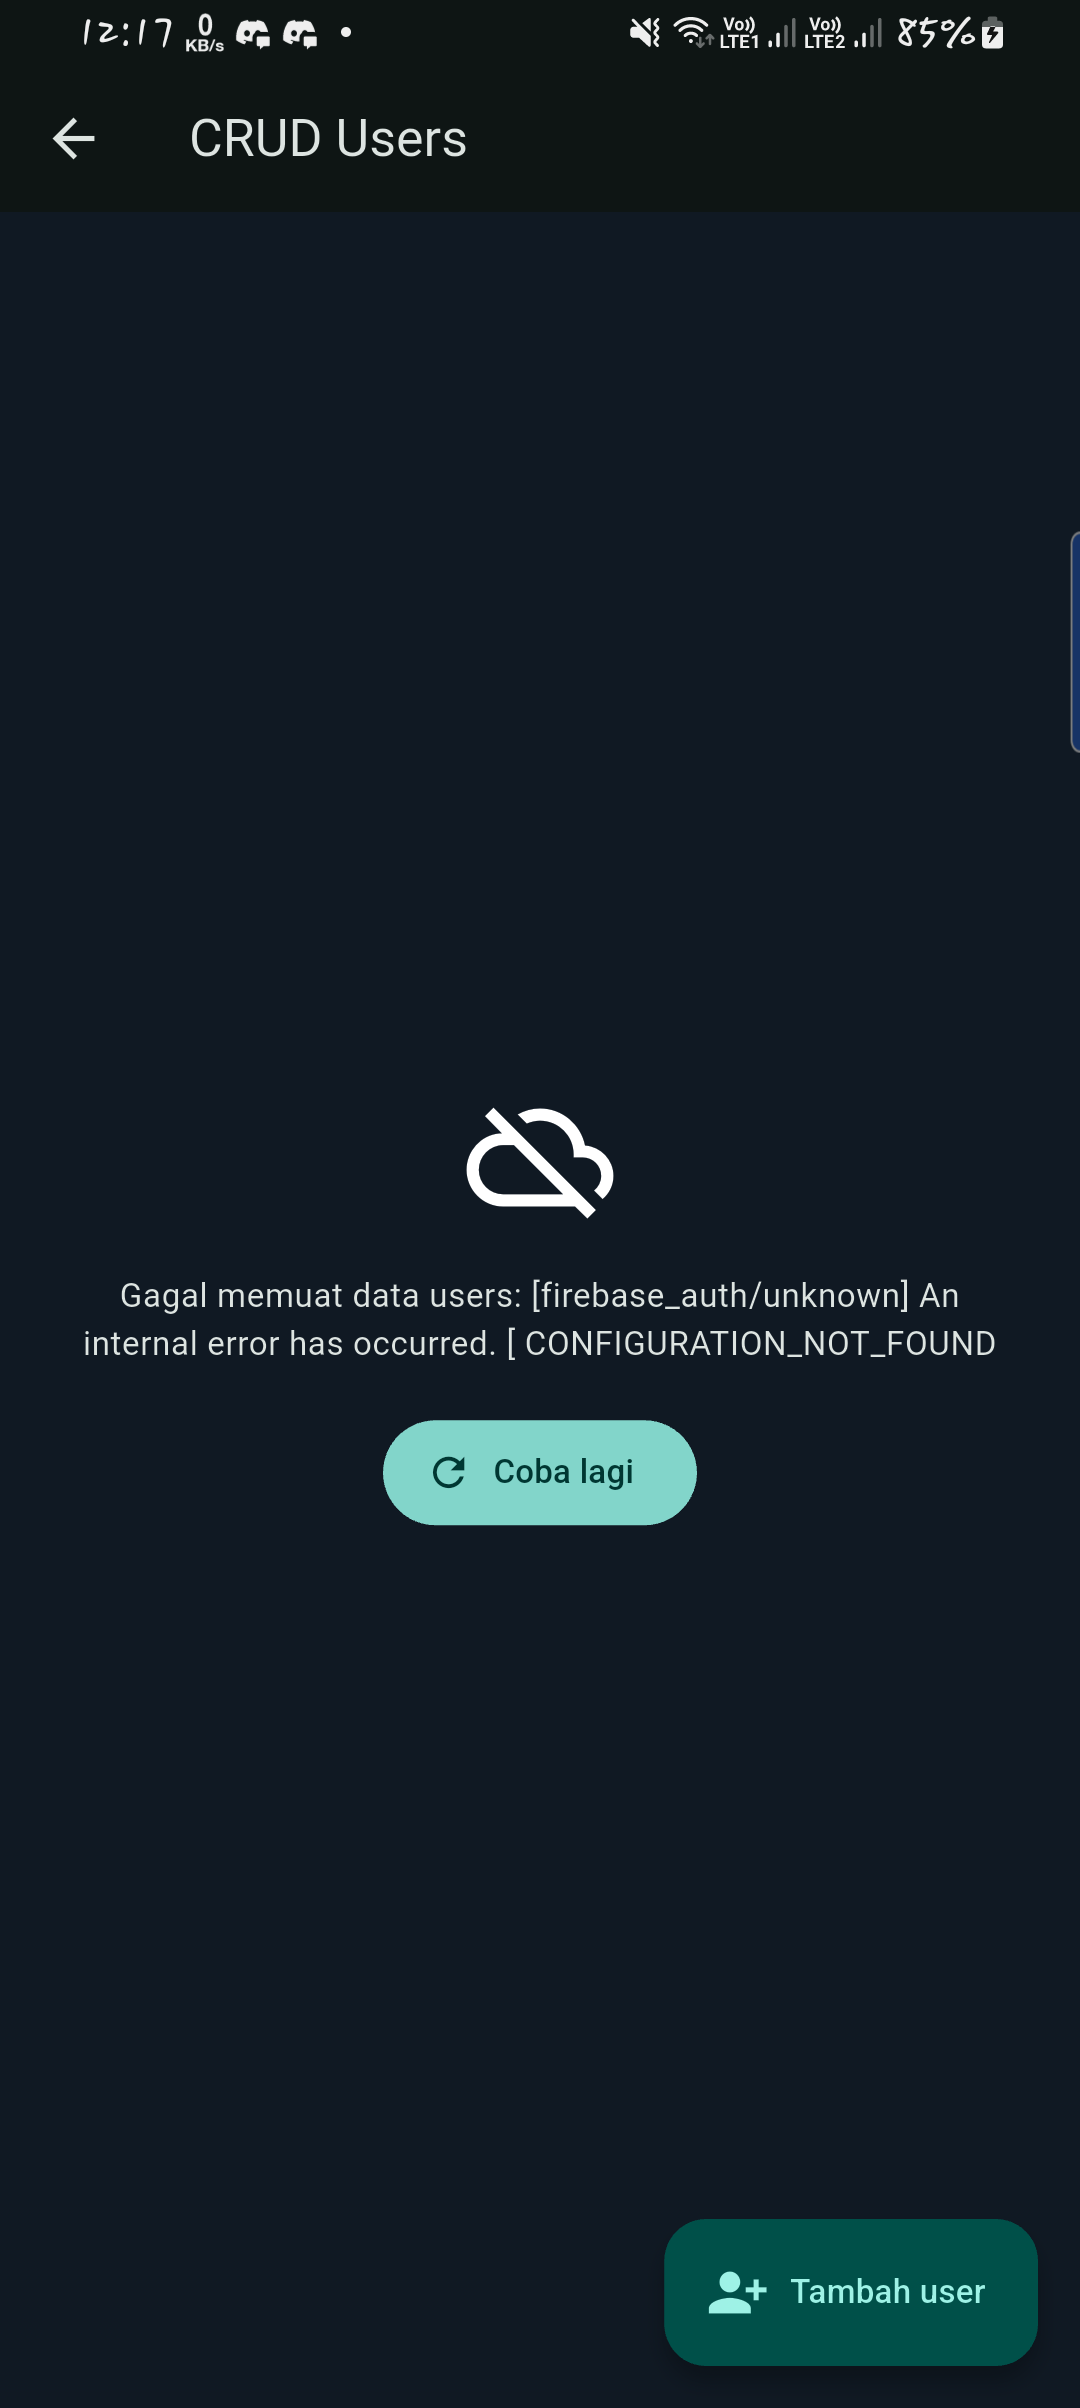 12:17 0 KB/s Vo)) LTE1 Vo)) LTE2 85%
CRUD Users
Gagal memuat data users: [firebase_auth/unknown] An
internal error has occurred. [ CONFIGURATION_NOT_FOUND
Coba lagi
Tambah user